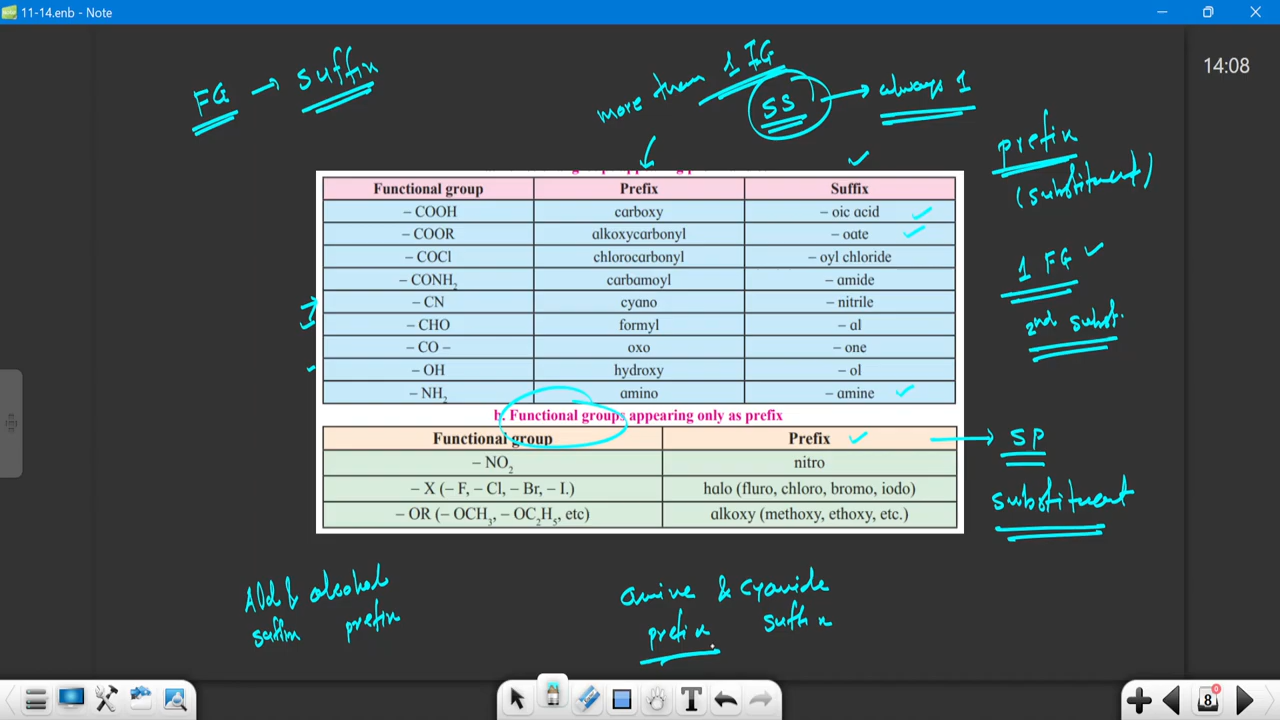 11-14.enb - Note
14:08
FG → suffix
more than 1 FG
SS → always 1
prefix
(substituent)
1 FG ✓
2nd subst.
Functional group Prefix Suffix
– COOH carboxy – oic acid
– COOR alkoxycarbonyl – oate
– COCl chlorocarbonyl – oyl chloride
– CONH₂ carbamoyl – amide
– CN cyano – nitrile
– CHO formyl – al
– CO – oxo – one
– OH hydroxy – ol
– NH₂ amino – amine
b. Functional groups appearing only as prefix
Functional group Prefix
– NO₂ nitro
– X (– F, – Cl, – Br, – I.) halo (fluro, chloro, bromo, iodo)
– OR (– OCH₃, – OC₂H₅, etc) alkoxy (methoxy, ethoxy, etc.)
→ SP
substituent
Ald & alcohol
suffix prefix
amine & cyanide
prefix suffix
T
8